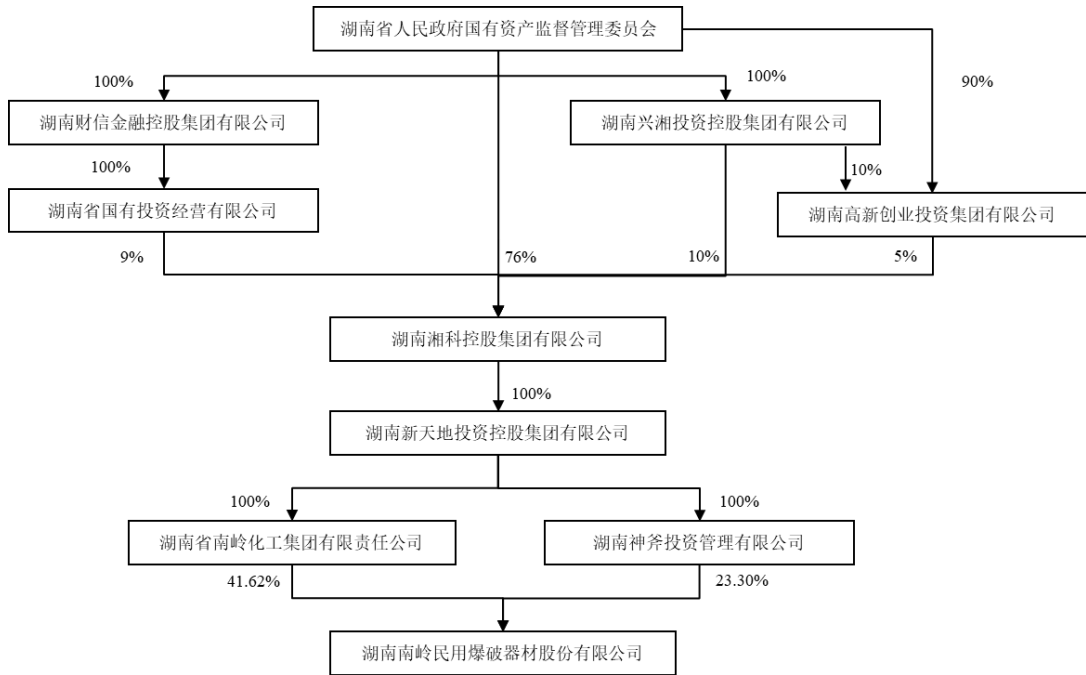 湖南省人民政府国有资产监督管理委员会
100%
100%
90%
湖南财信金融控股集团有限公司
湖南兴湘投资控股集团有限公司
100%
10%
湖南省国有投资经营有限公司
湖南高新创业投资集团有限公司
9%
76%
10%
5%
湖南湘科控股集团有限公司
100%
湖南新天地投资控股集团有限公司
100%
100%
湖南省南岭化工集团有限责任公司
湖南神斧投资管理有限公司
41.62%
23.30%
湖南南岭民用爆破器材股份有限公司